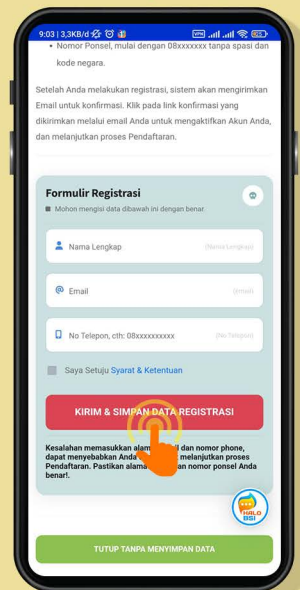 9:03 | 3,3KB/d
VPN
• Nomor Ponsel, mulai dengan 08xxxxxxx tanpa spasi dan
kode negara.
Setelah Anda melakukan registrasi, sistem akan mengirimkan
Email untuk konfirmasi. Klik pada link konfirmasi yang
dikirimkan melalui email Anda untuk mengaktifkan Akun Anda,
dan melanjutkan proses Pendaftaran.
Formulir Registrasi
Mohon mengisi data dibawah ini dengan benar.
Nama Lengkap (Nama Lengkap)
@ Email (Email)
No Telepon, cth: 08xxxxxxxxxx (No Telepon)
Saya Setuju Syarat & Ketentuan
KIRIM & SIMPAN DATA REGISTRASI
Kesalahan memasukkan alam il dan nomor phone,
dapat menyebabkan Anda melanjutkan proses
Pendaftaran. Pastikan alama an nomor ponsel Anda
benar!.
HALO
BSI
TUTUP TANPA MENYIMPAN DATA